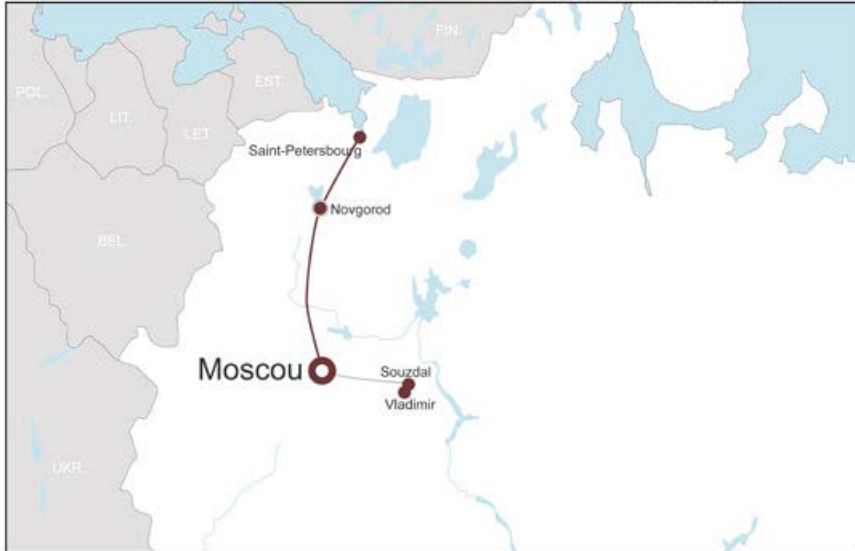 FIN.
EST.
POL.
LIT.
LET.
Saint-Petersbourg
Novgorod
BEL.
Moscou
Souzdal
Vladimir
UKR.